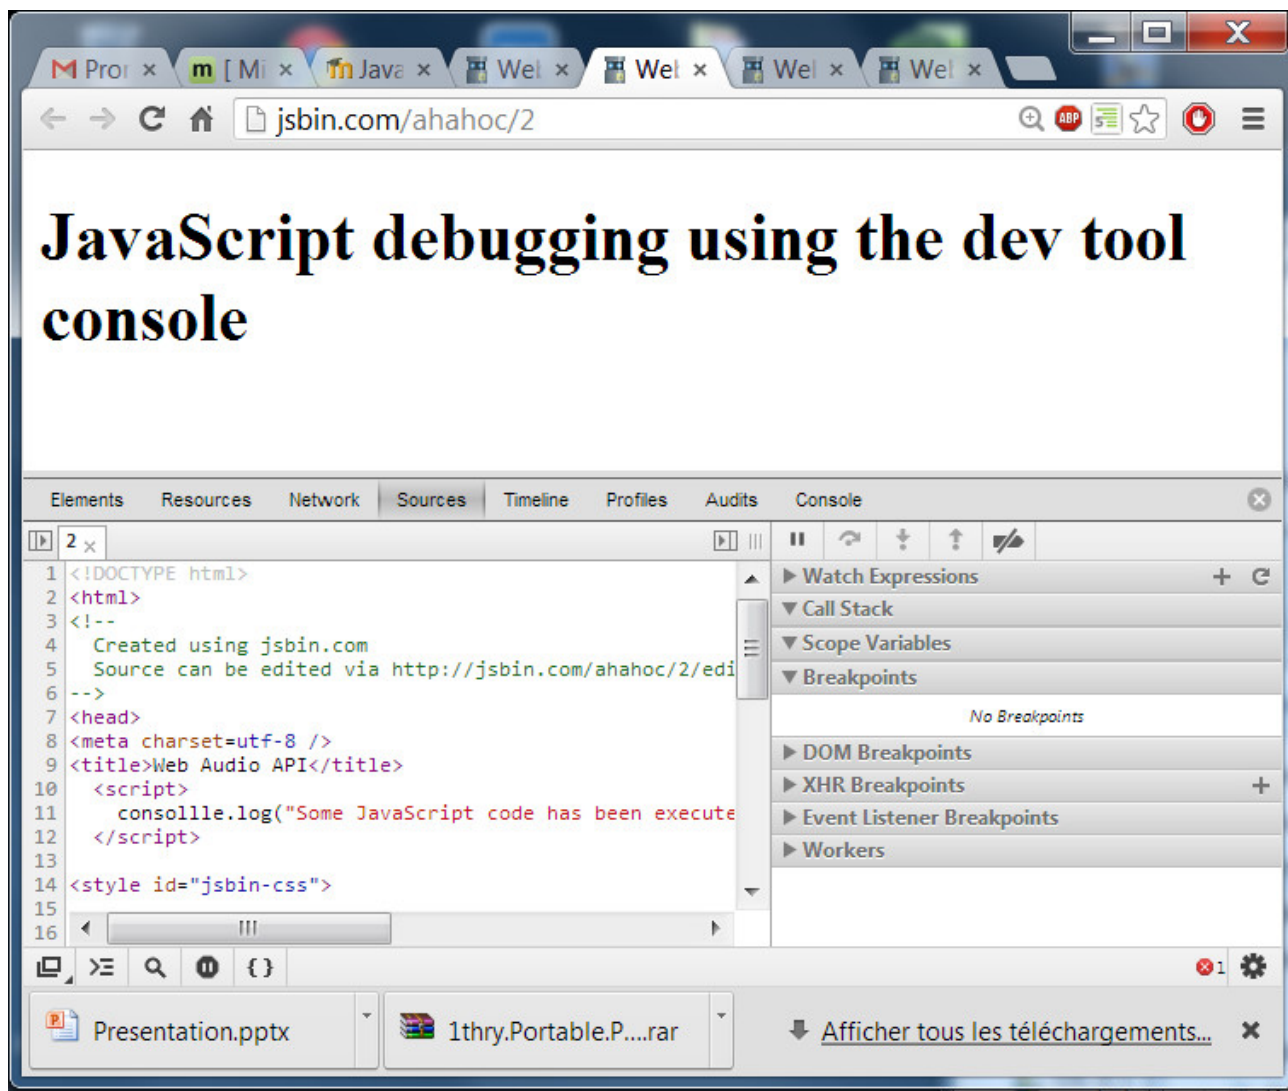 Pror
m [ Mi
Java
Wel
Wel
Wel
Wel
jsbin.com/ahahoc/2
ABP
JavaScript debugging using the dev tool
console
Elements Resources Network Sources Timeline Profiles Audits Console
2
1 <!DOCTYPE html>
2 <html>
3 <!--
4 Created using jsbin.com
5 Source can be edited via http://jsbin.com/ahahoc/2/edi
6 -->
7 <head>
8 <meta charset=utf-8 />
9 <title>Web Audio API</title>
10 <script>
11 consollle.log("Some JavaScript code has been execute
12 </script>
13
14 <style id="jsbin-css">
15
16
Watch Expressions
Call Stack
Scope Variables
Breakpoints
No Breakpoints
DOM Breakpoints
XHR Breakpoints
Event Listener Breakpoints
Workers
1
Presentation.pptx
1thry.Portable.P....rar
Afficher tous les téléchargements...